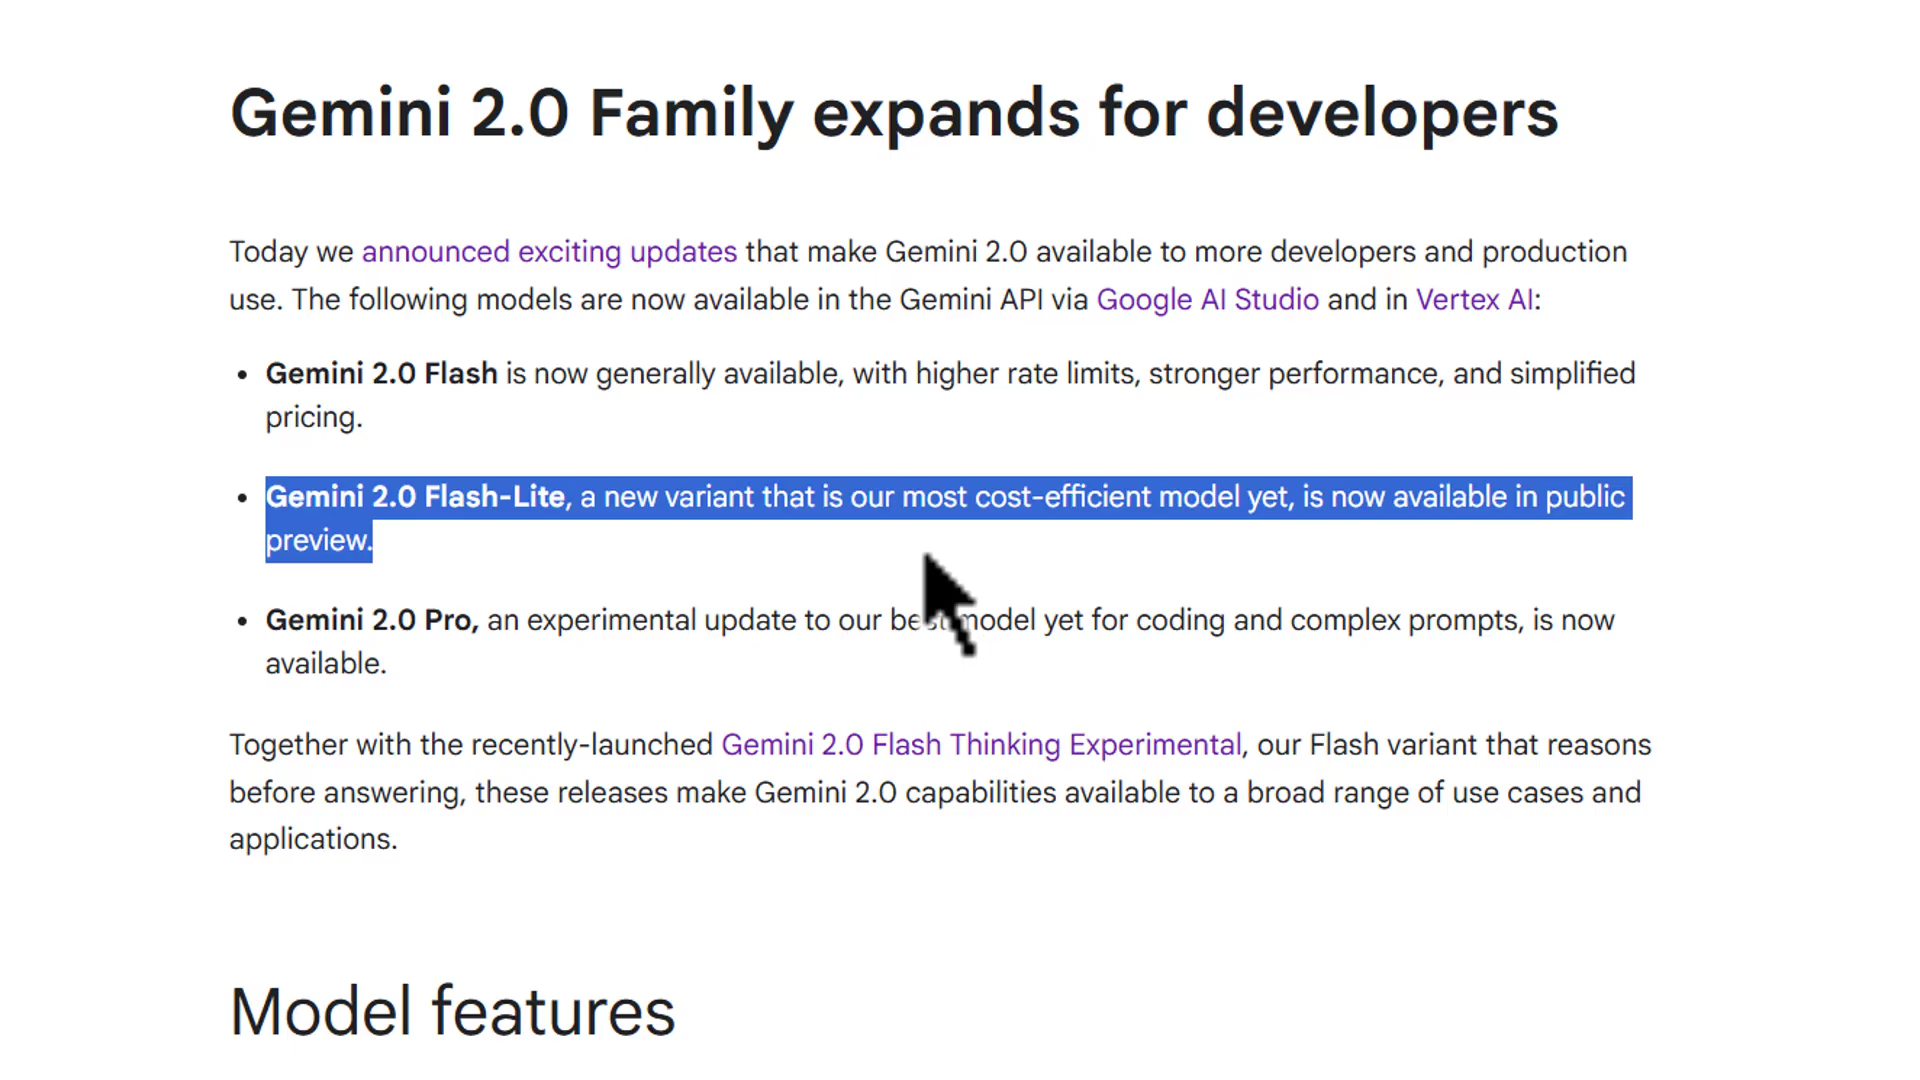 Gemini 2.0 Family expands for developers
Today we announced exciting updates that make Gemini 2.0 available to more developers and production
use. The following models are now available in the Gemini API via Google AI Studio and in Vertex AI:
• Gemini 2.0 Flash is now generally available, with higher rate limits, stronger performance, and simplified
pricing.
• Gemini 2.0 Flash-Lite, a new variant that is our most cost-efficient model yet, is now available in public
preview.
• Gemini 2.0 Pro, an experimental update to our best model yet for coding and complex prompts, is now
available.
Together with the recently-launched Gemini 2.0 Flash Thinking Experimental, our Flash variant that reasons
before answering, these releases make Gemini 2.0 capabilities available to a broad range of use cases and
applications.
Model features